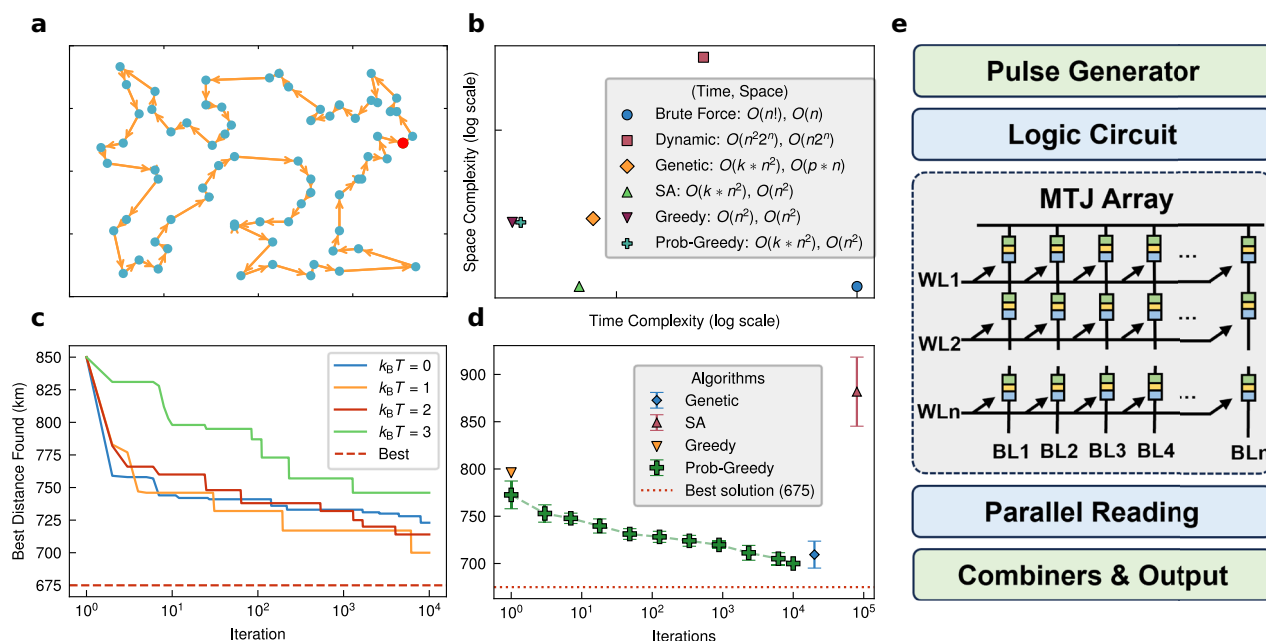 a
b
Space Complexity (log scale)
(Time, Space)
Brute Force: O(n!), O(n)
Dynamic: O(n²2ⁿ), O(n2ⁿ)
Genetic: O(k ∗ n²), O(p ∗ n)
SA: O(k ∗ n²), O(n²)
Greedy: O(n²), O(n²)
Prob-Greedy: O(k ∗ n²), O(n²)
Time Complexity (log scale)
c
Best Distance Found (km)
850
825
800
775
750
725
700
675
k_BT = 0
k_BT = 1
k_BT = 2
k_BT = 3
Best
10⁰
10¹
10²
10³
10⁴
Iteration
d
900
850
800
750
700
Algorithms
Genetic
SA
Greedy
Prob-Greedy
Best solution (675)
10⁰
10¹
10²
10³
10⁴
10⁵
Iterations
e
Pulse Generator
Logic Circuit
MTJ Array
...
WL1
...
WL2
...
WLn
BL1 BL2 BL3 BL4 BLn
Parallel Reading
Combiners & Output